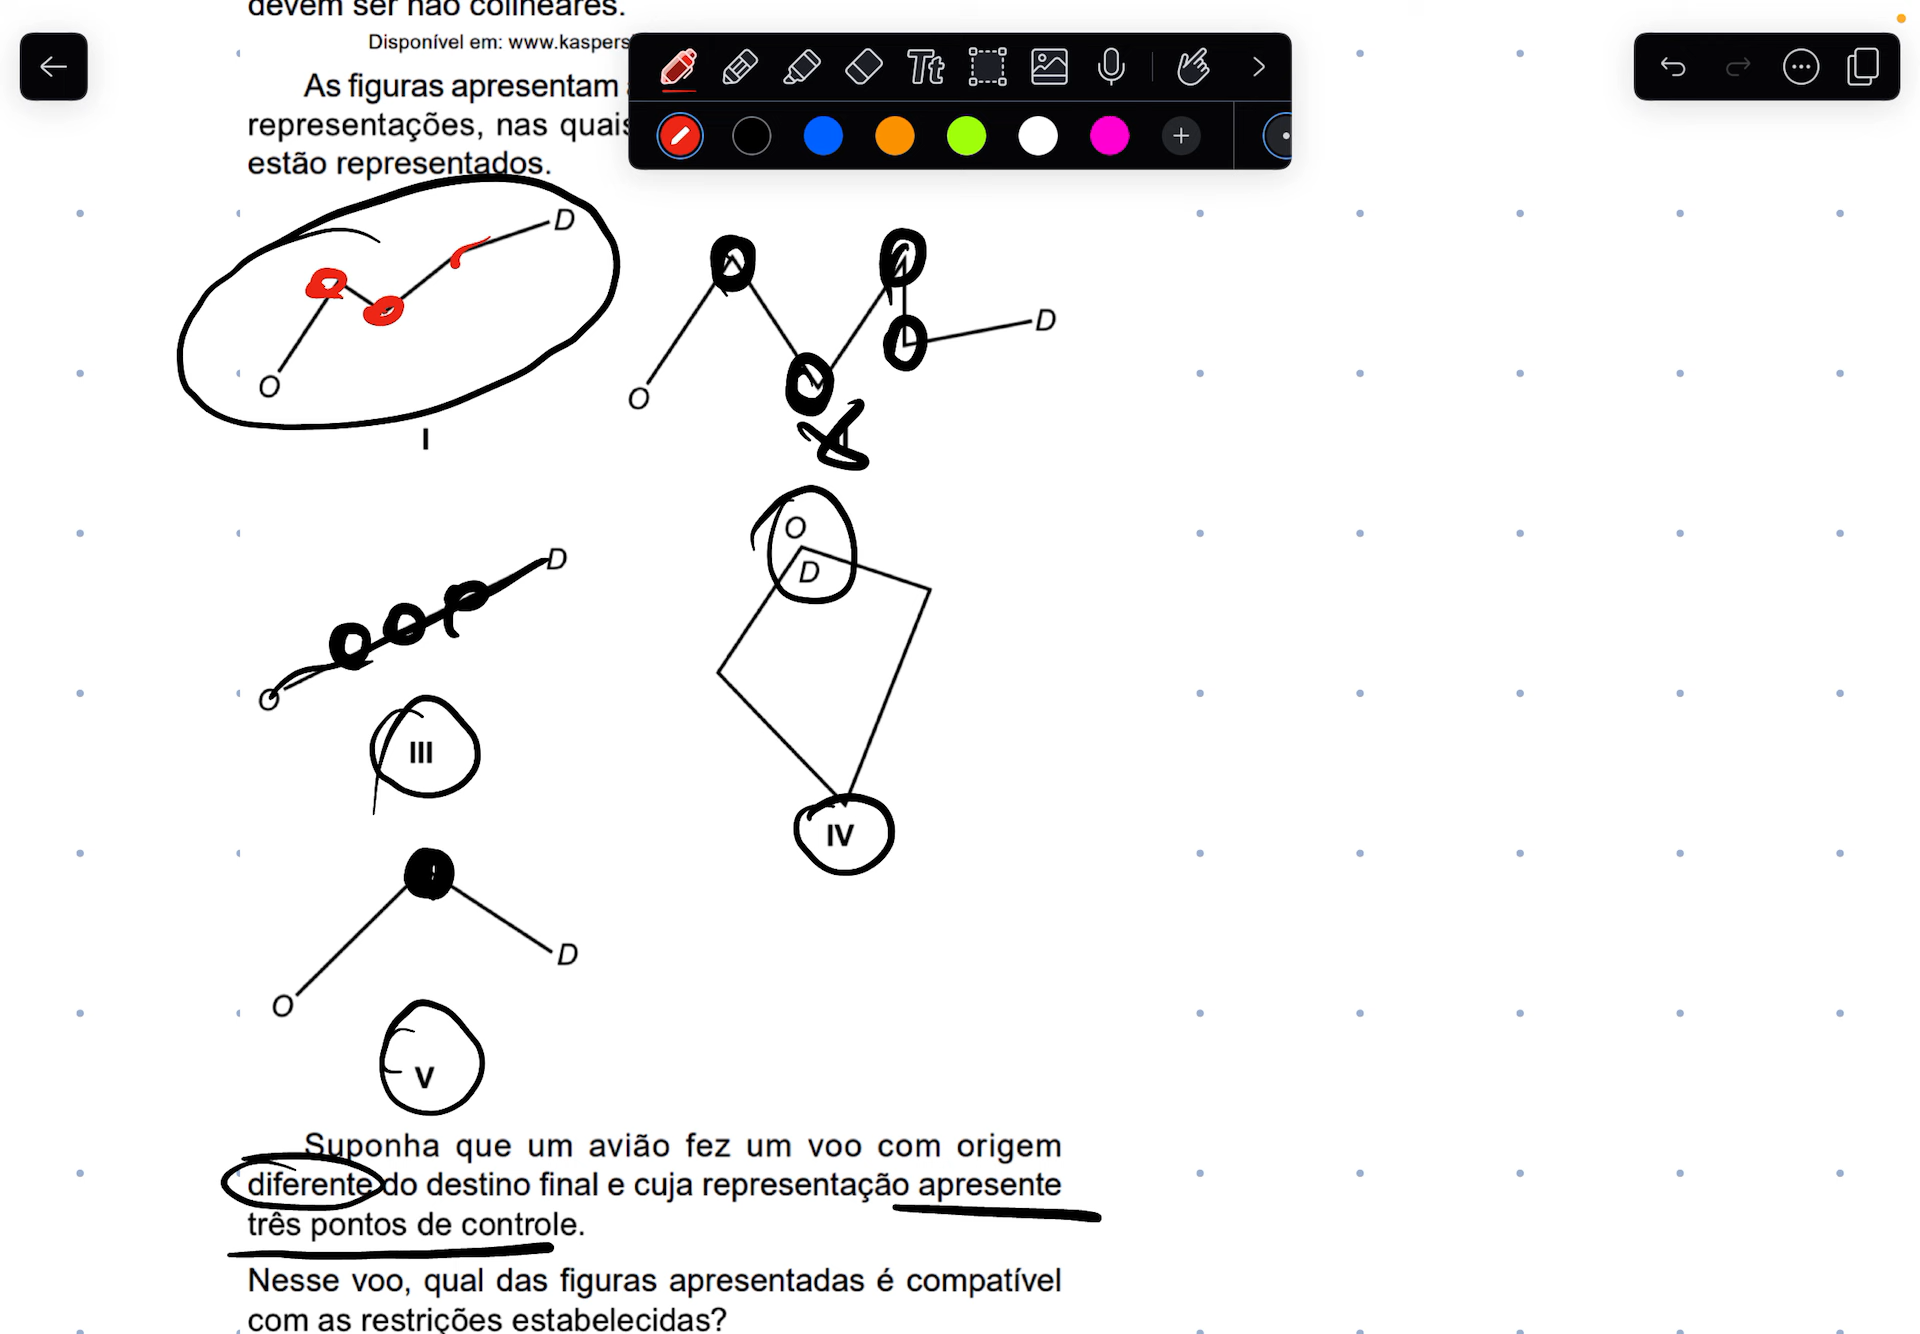 devem ser não colineares.
Disponível em: www.kaspers
As figuras apresentam
representações, nas quais
estão representados.
Tt
D
O
I
O
D
D
O
III
O
D
IV
O
D
V
Suponha que um avião fez um voo com origem
diferente do destino final e cuja representação apresente
três pontos de controle.
Nesse voo, qual das figuras apresentadas é compatível
com as restrições estabelecidas?